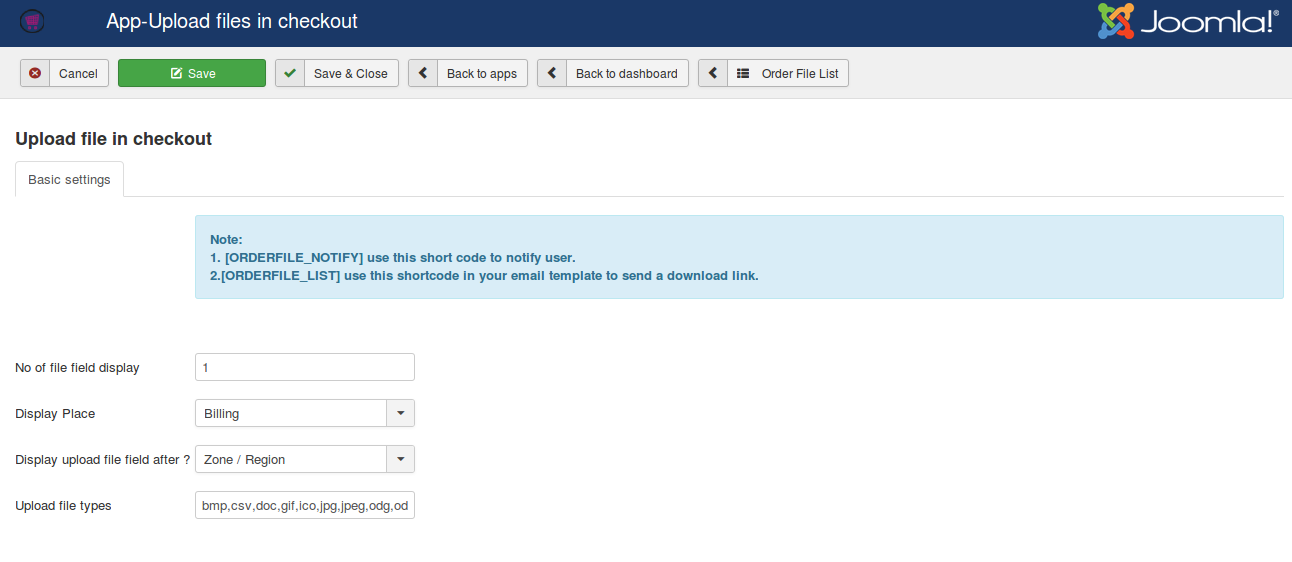 App-Upload files in checkout
Joomla!®
Cancel
Save
Save & Close
Back to apps
Back to dashboard
Order File List
Upload file in checkout
Basic settings
Note:
1. [ORDERFILE_NOTIFY] use this short code to notify user.
2.[ORDERFILE_LIST] use this shortcode in your email template to send a download link.
No of file field display
1
Display Place
Billing
Display upload file field after ?
Zone / Region
Upload file types
bmp,csv,doc,gif,ico,jpg,jpeg,odg,od